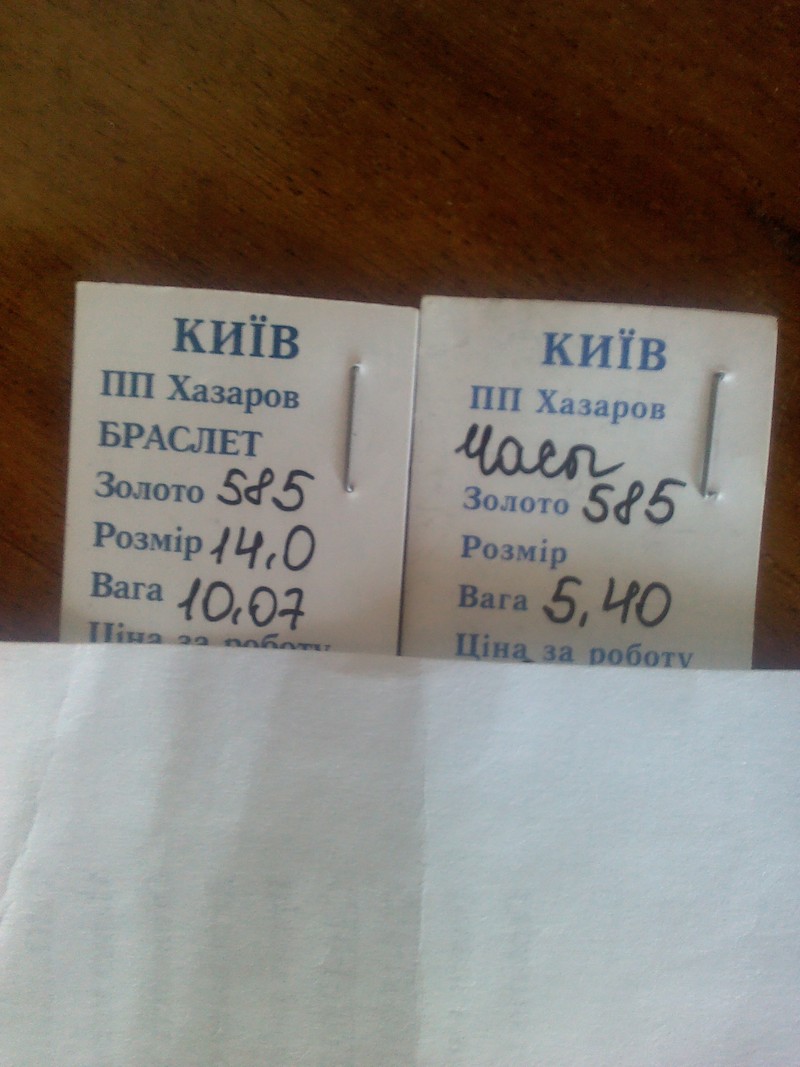 КИЇВ
ПП Хазаров
БРАСЛЕТ
Золото 585
Розмір 14,0
Вага 10,07
Ціна за роботу
КИЇВ
ПП Хазаров
Часы
Золото 585
Розмір
Вага 5,40
Ціна за роботу